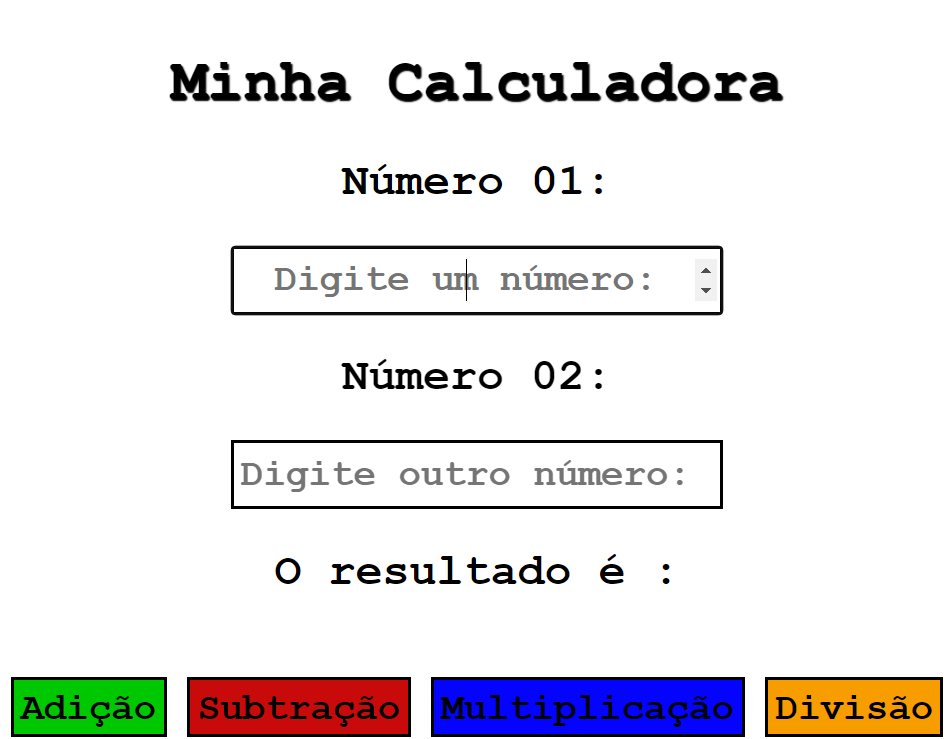 Minha Calculadora
Número 01:
Digite um número:
Número 02:
Digite outro número:
O resultado é :
Adição Subtração Multiplicação Divisão